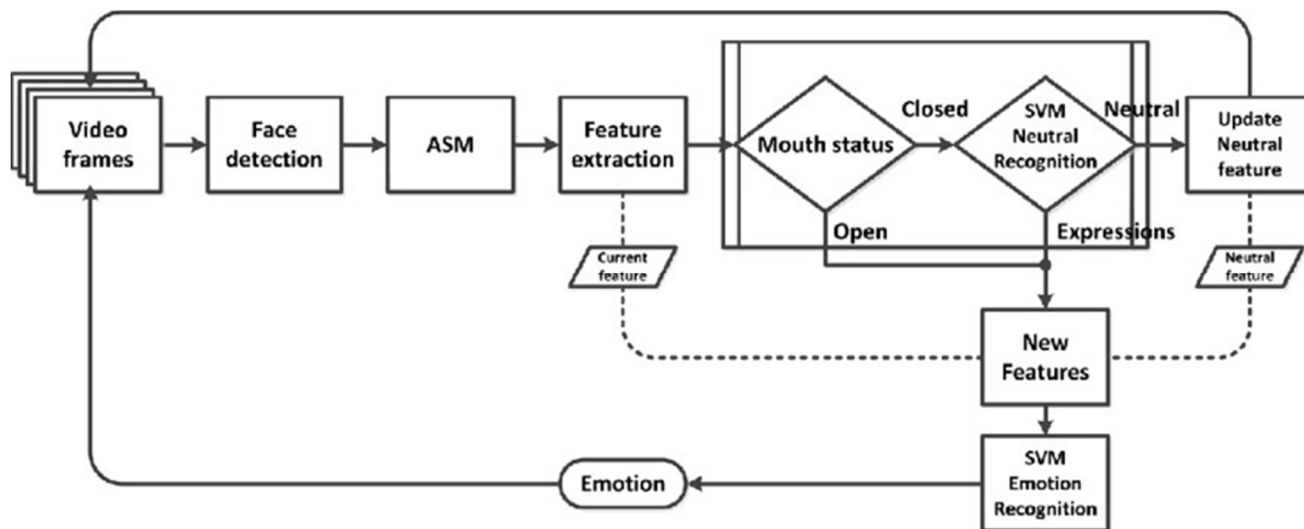 Video
frames
Face
detection
ASM
Feature
extraction
Mouth status
Closed
SVM
Neutral
Recognition
Neutral
Update
Neutral
feature
Open
Expressions
Current
feature
Neutral
feature
New
Features
SVM
Emotion
Recognition
Emotion